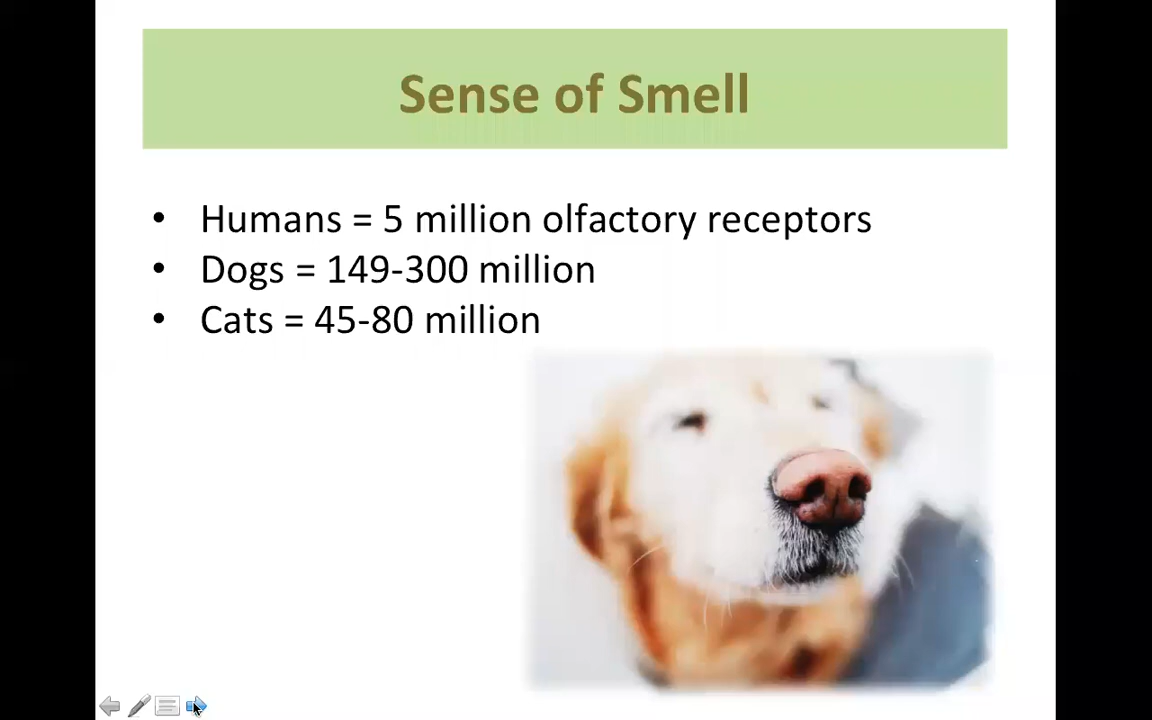 Sense of Smell
• Humans = 5 million olfactory receptors
• Dogs = 149-300 million
• Cats = 45-80 million